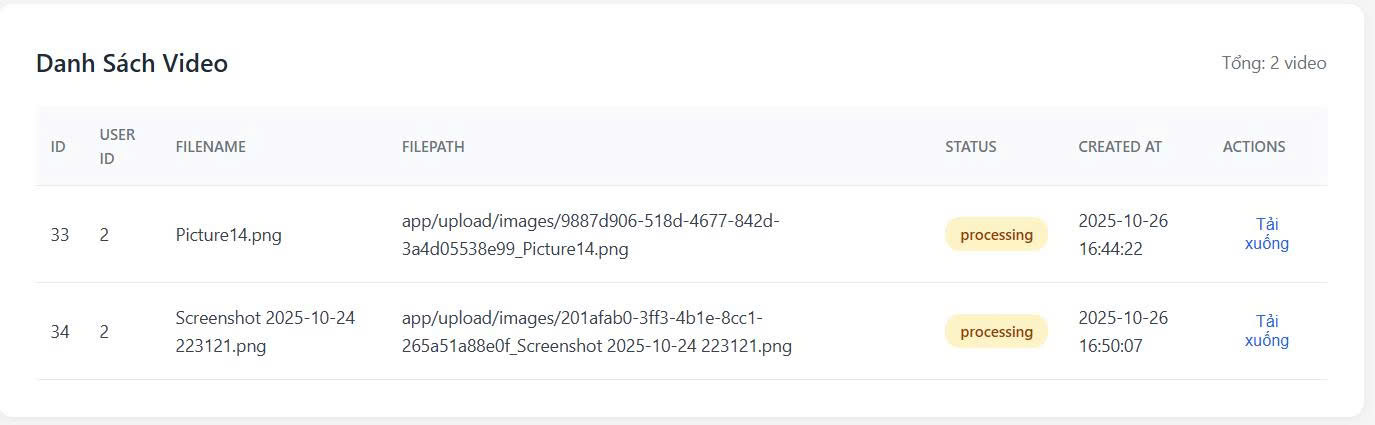 Danh Sách Video
Tổng: 2 video
ID
USER
ID
FILENAME
FILEPATH
STATUS
CREATED AT
ACTIONS
33
2
Picture14.png
app/upload/images/9887d906-518d-4677-842d-
3a4d05538e99_Picture14.png
processing
2025-10-26
16:44:22
Tải
xuống
34
2
Screenshot 2025-10-24
223121.png
app/upload/images/201afab0-3ff3-4b1e-8cc1-
265a51a88e0f_Screenshot 2025-10-24 223121.png
processing
2025-10-26
16:50:07
Tải
xuống